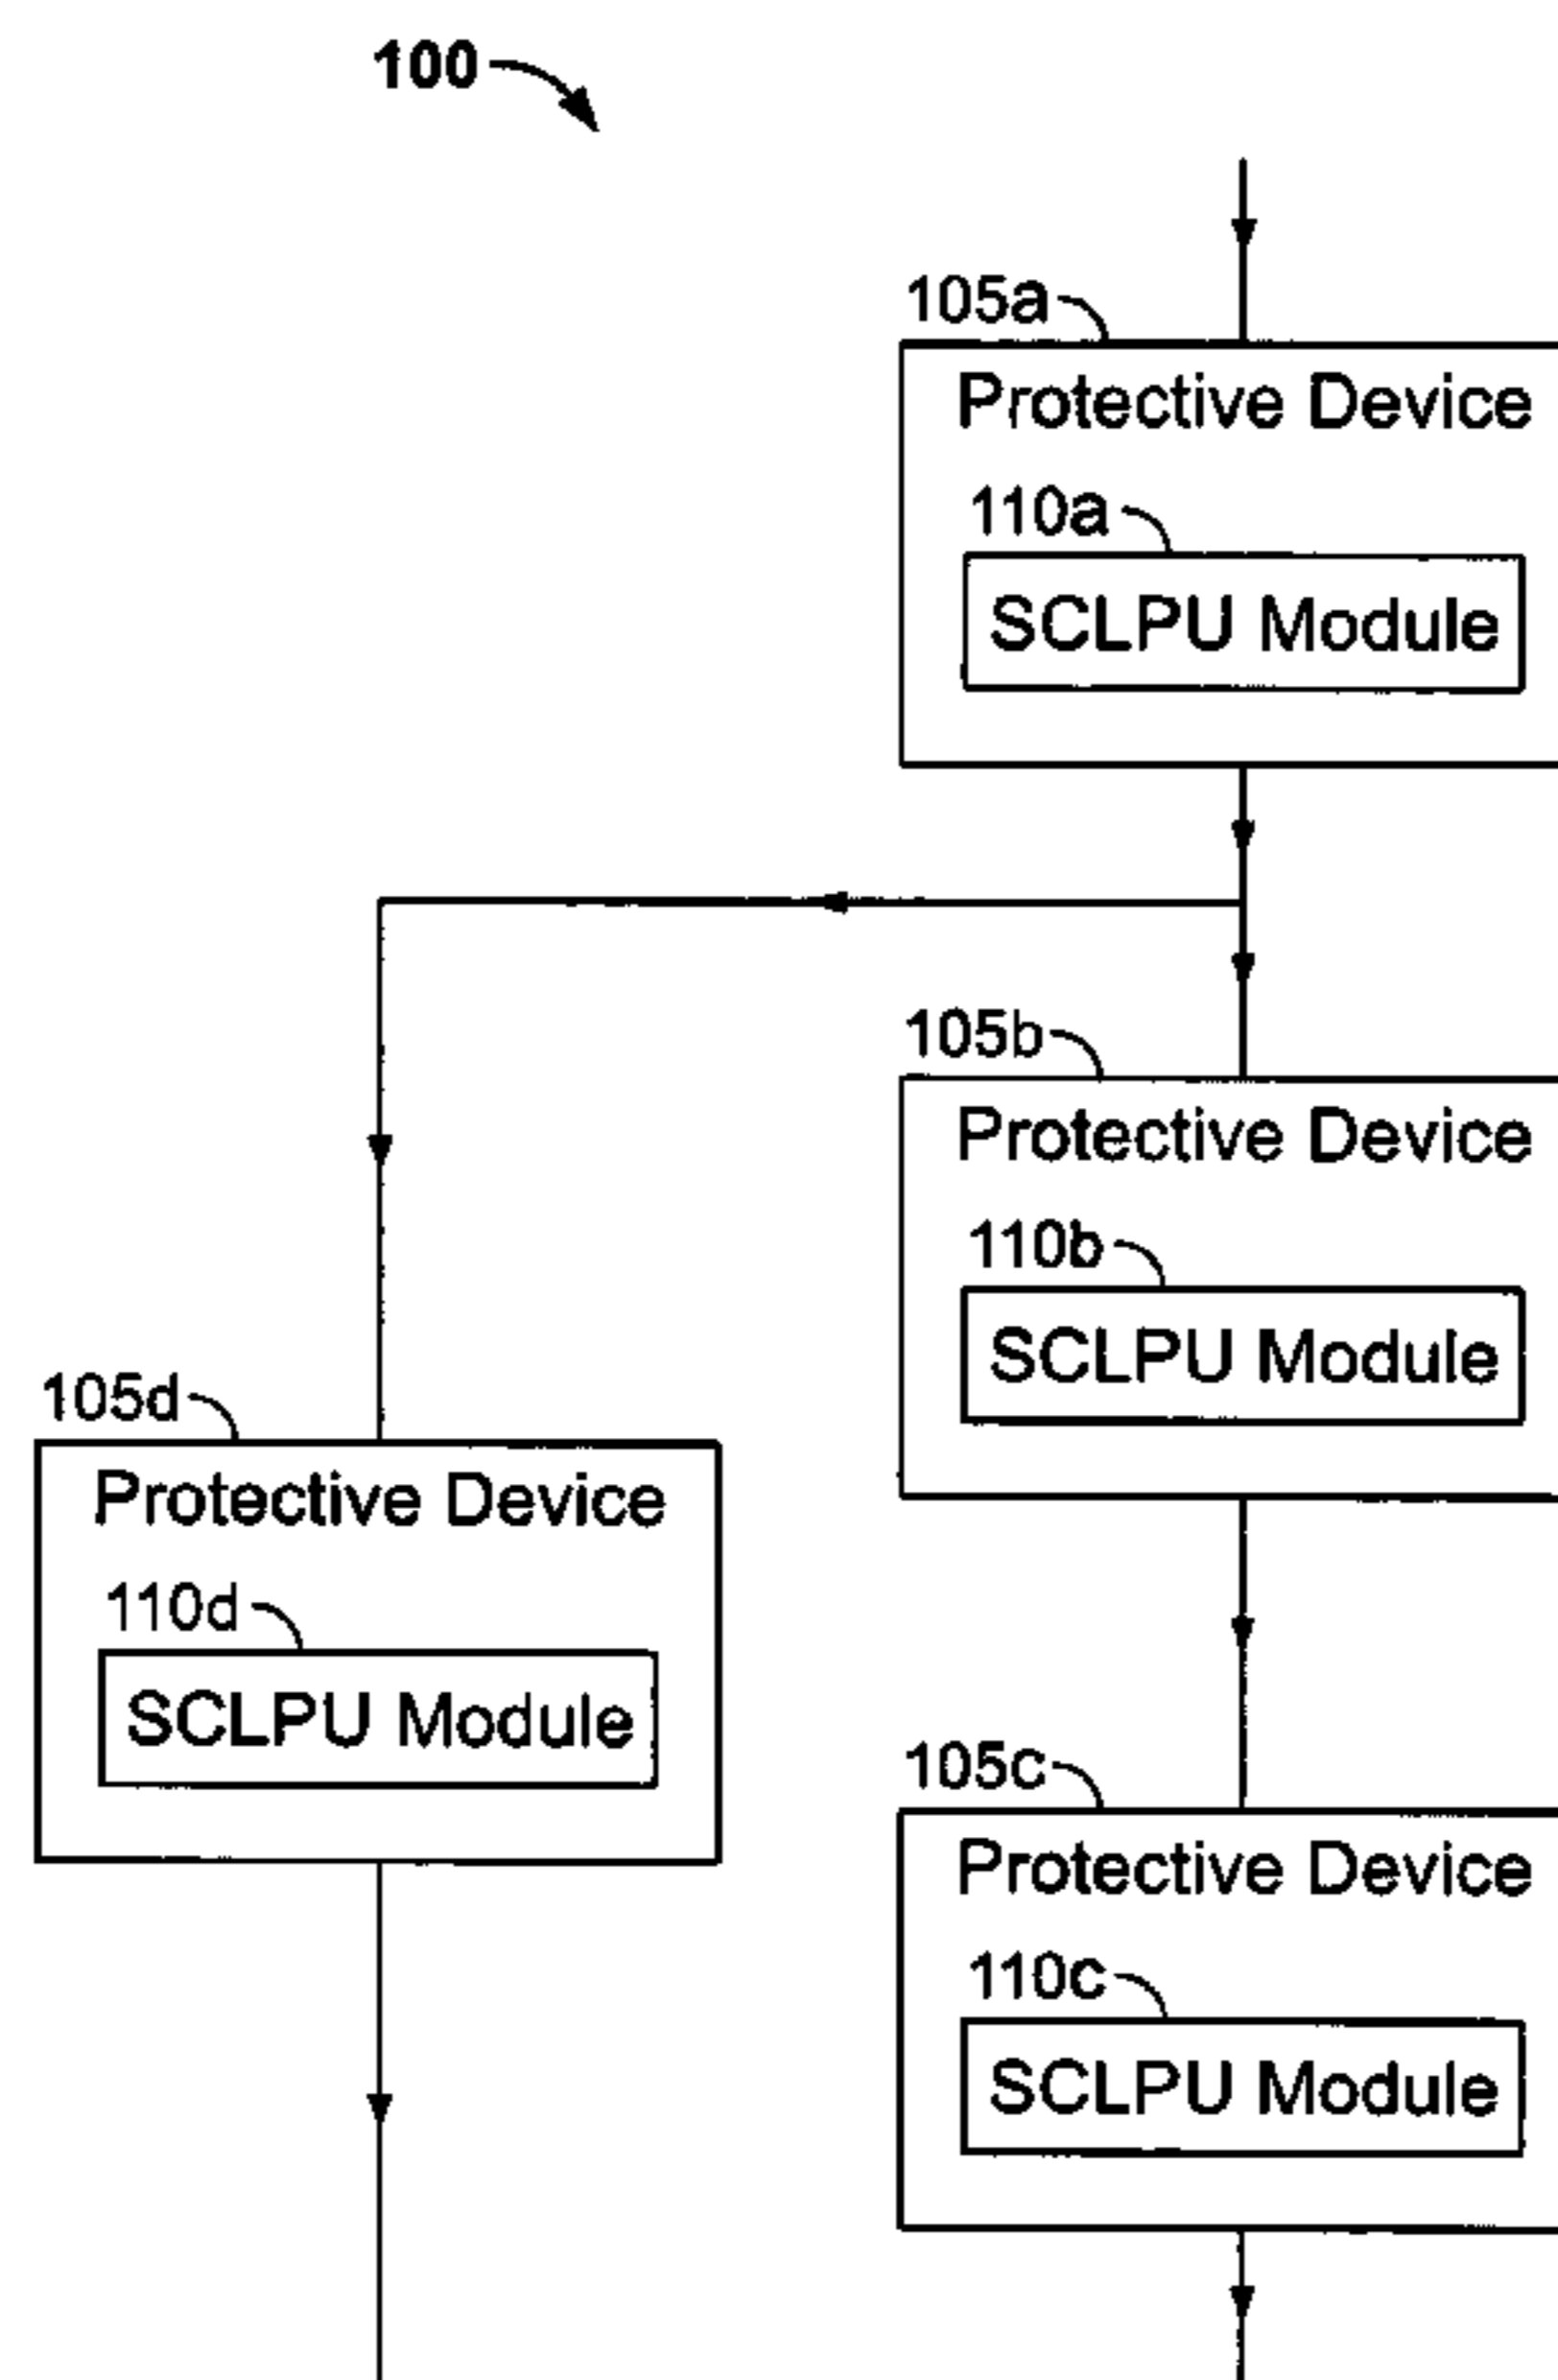 100
105a
Protective Device
110a
SCLPU Module
105b
Protective Device
110b
SCLPU Module
105d
Protective Device
110d
SCLPU Module
105c
Protective Device
110c
SCLPU Module